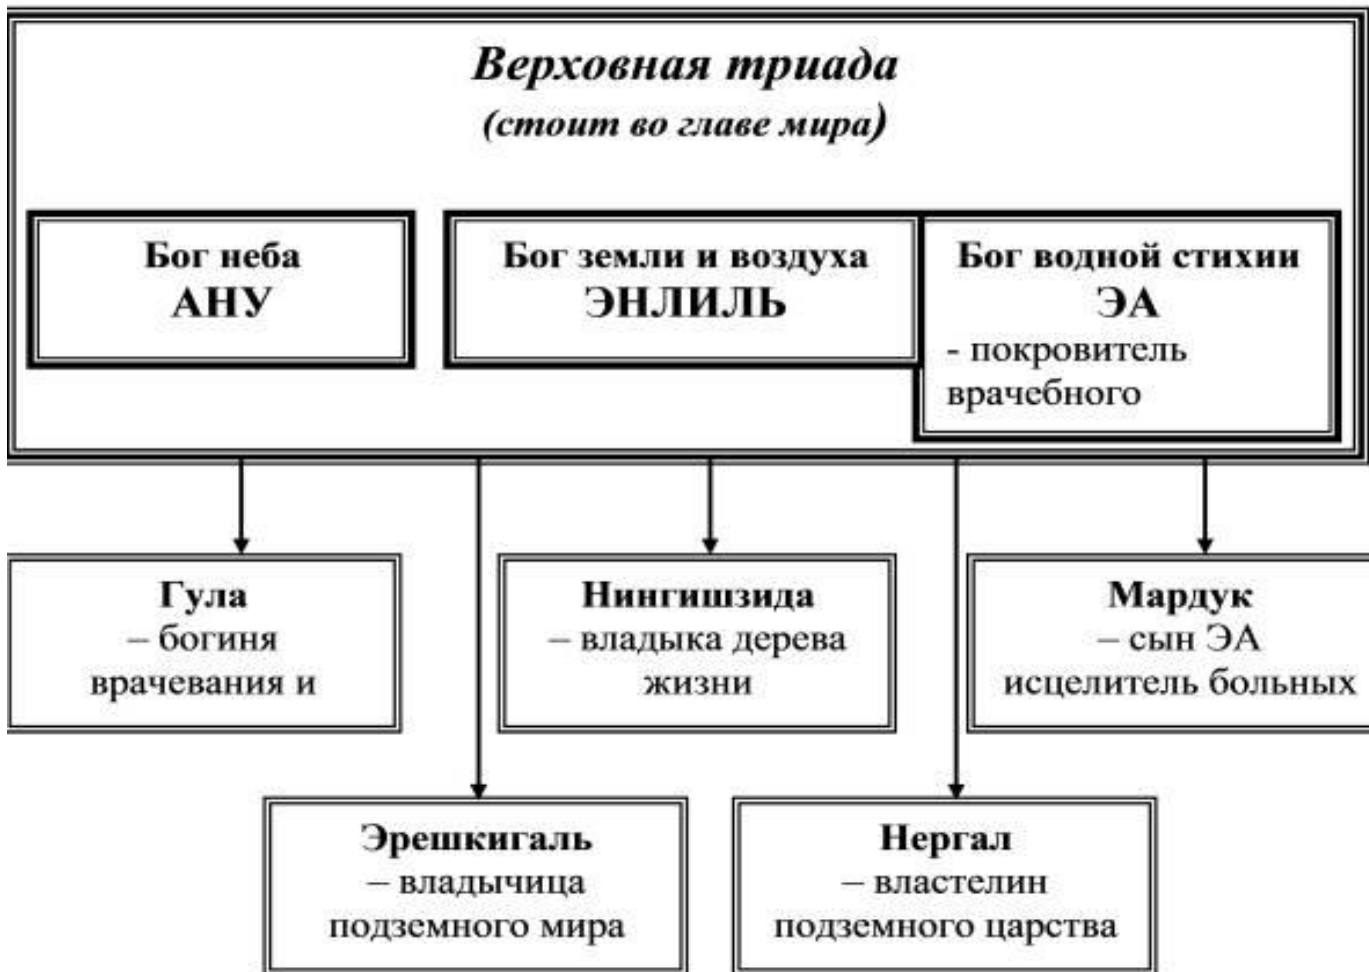 Верховная триада
(стоит во главе мира)
Бог неба
АНУ
Бог земли и воздуха
ЭНЛИЛЬ
Бог водной стихии
ЭА
- покровитель
врачебного
Гула
– богиня
врачевания и
Нингишзида
– владыка дерева
жизни
Мардук
– сын ЭА
исцелитель больных
Эрешкигаль
– владычица
подземного мира
Нергал
– властелин
подземного царства